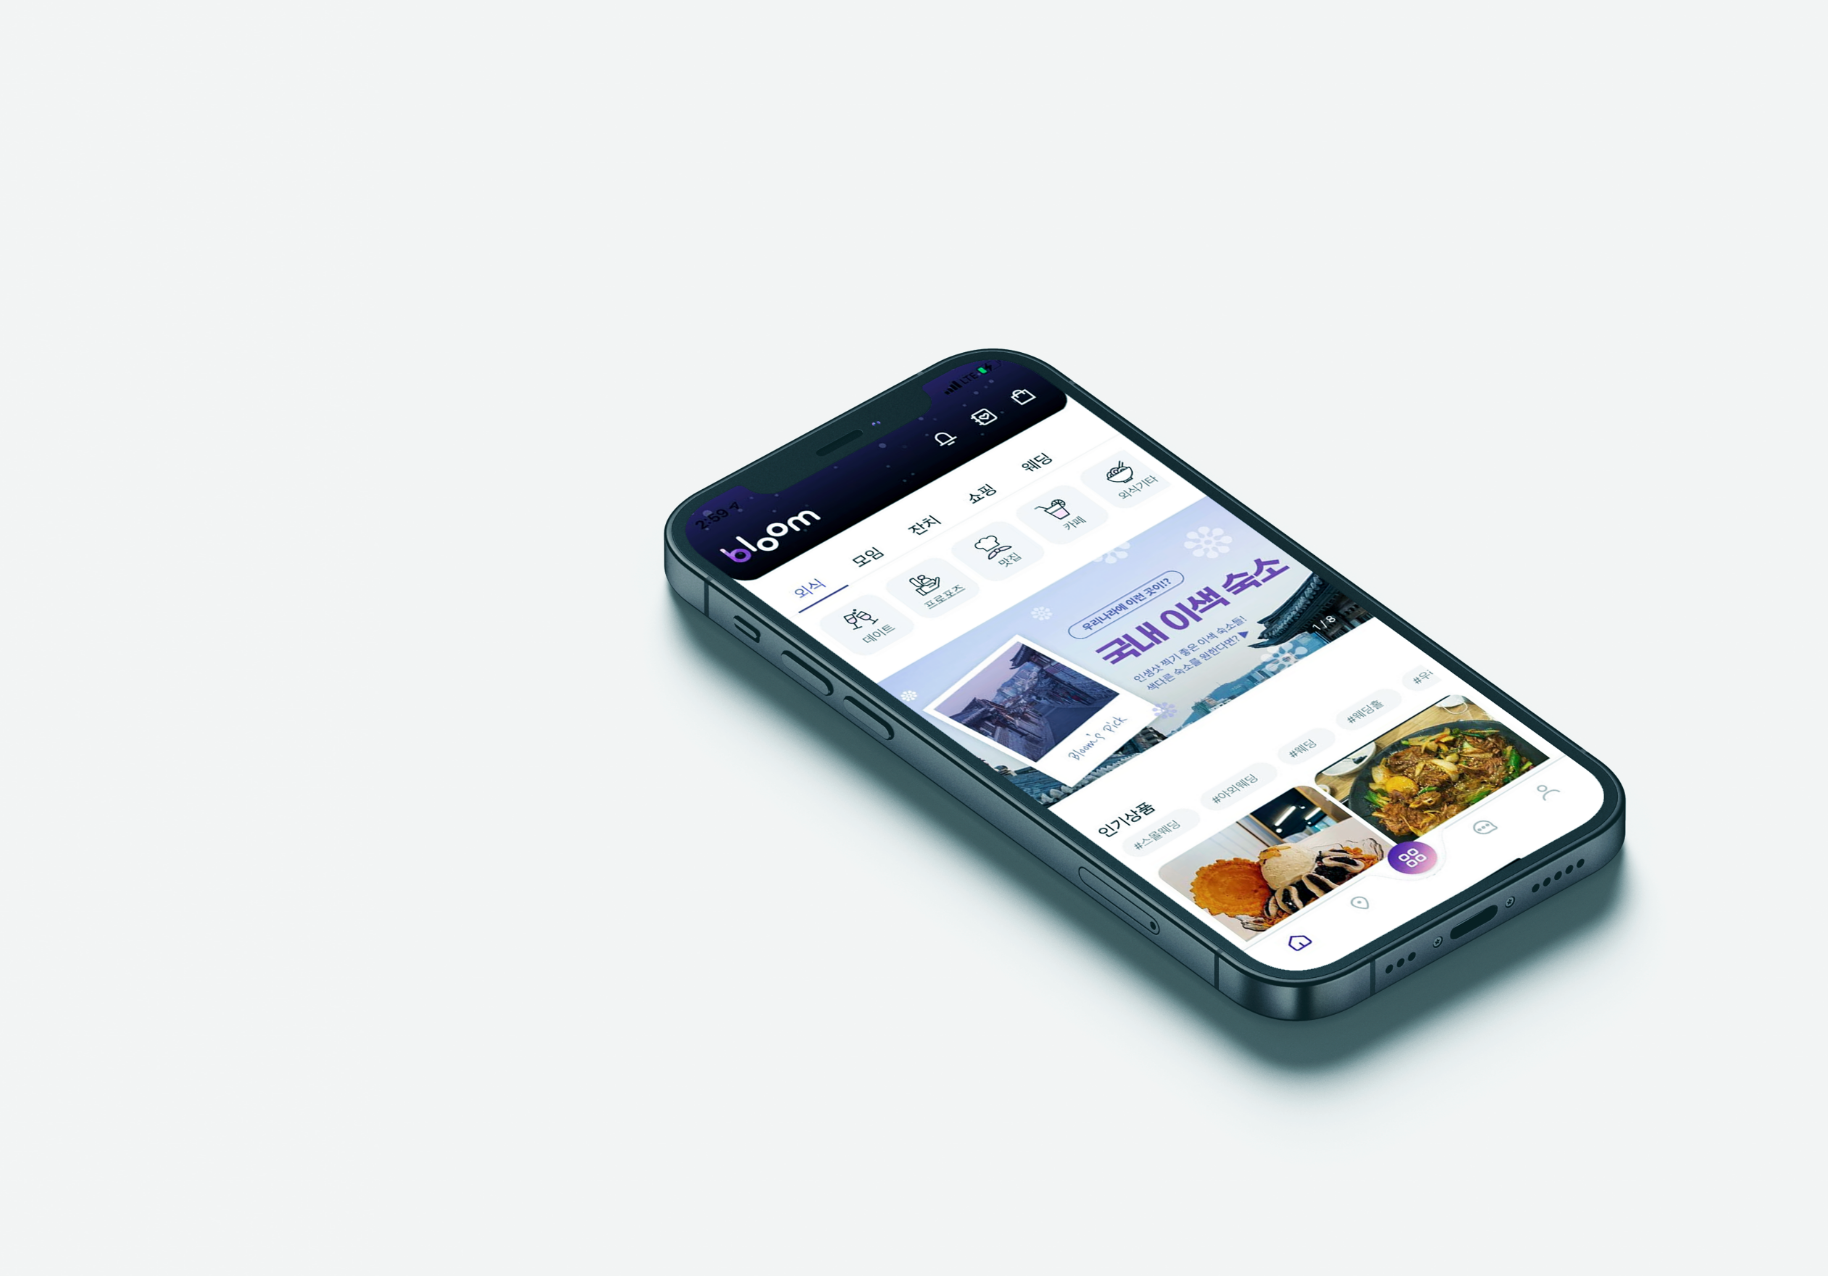 2:59
LTE
bloom
외식 모임 잔치 쇼핑 웨딩
데이트 프로포즈 맛집 카페 외식기타
우리나라에 이런 곳이!?
국내 이색 숙소
인생샷 찍기 좋은 이색 숙소들!
색다른 숙소를 원한다면? ▶
Bloom's Pick
1/8
인기상품
#스몰웨딩 #야외웨딩 #웨딩 #웨딩홀